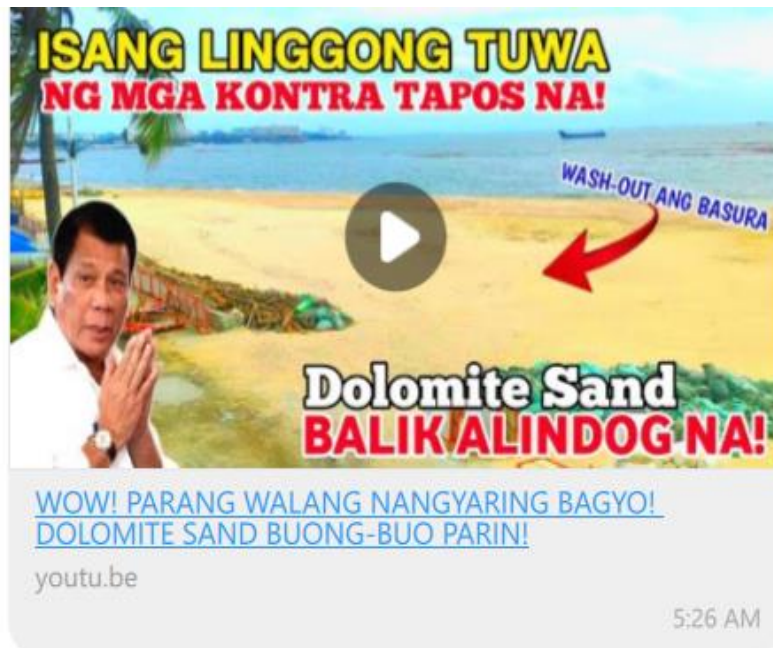 ISANG LINGGONG TUWA
NG MGA KONTRA TAPOS NA!
WASH-OUT ANG BASURA
Dolomite Sand
BALIK ALINDOG NA!
WOW! PARANG WALANG NANGYARING BAGYO!
DOLOMITE SAND BUONG-BUO PARIN!
youtu.be
5:26 AM